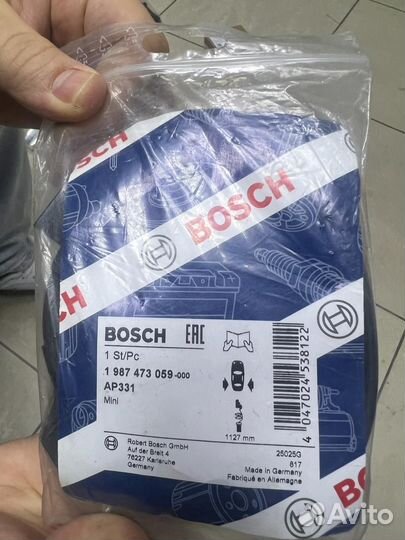 BOSCH
BOSCH
BOSCH
BOSCH
BOSCH EAC
1 St/Pc
1 987 473 059-000
AP331
Mini
1127 mm
4 047024 538122
Robert Bosch GmbH
Auf der Breit 4
76227 Karlsruhe
Germany
25025G
817
Made in Germany
Fabriqué en Allemagne
Avito